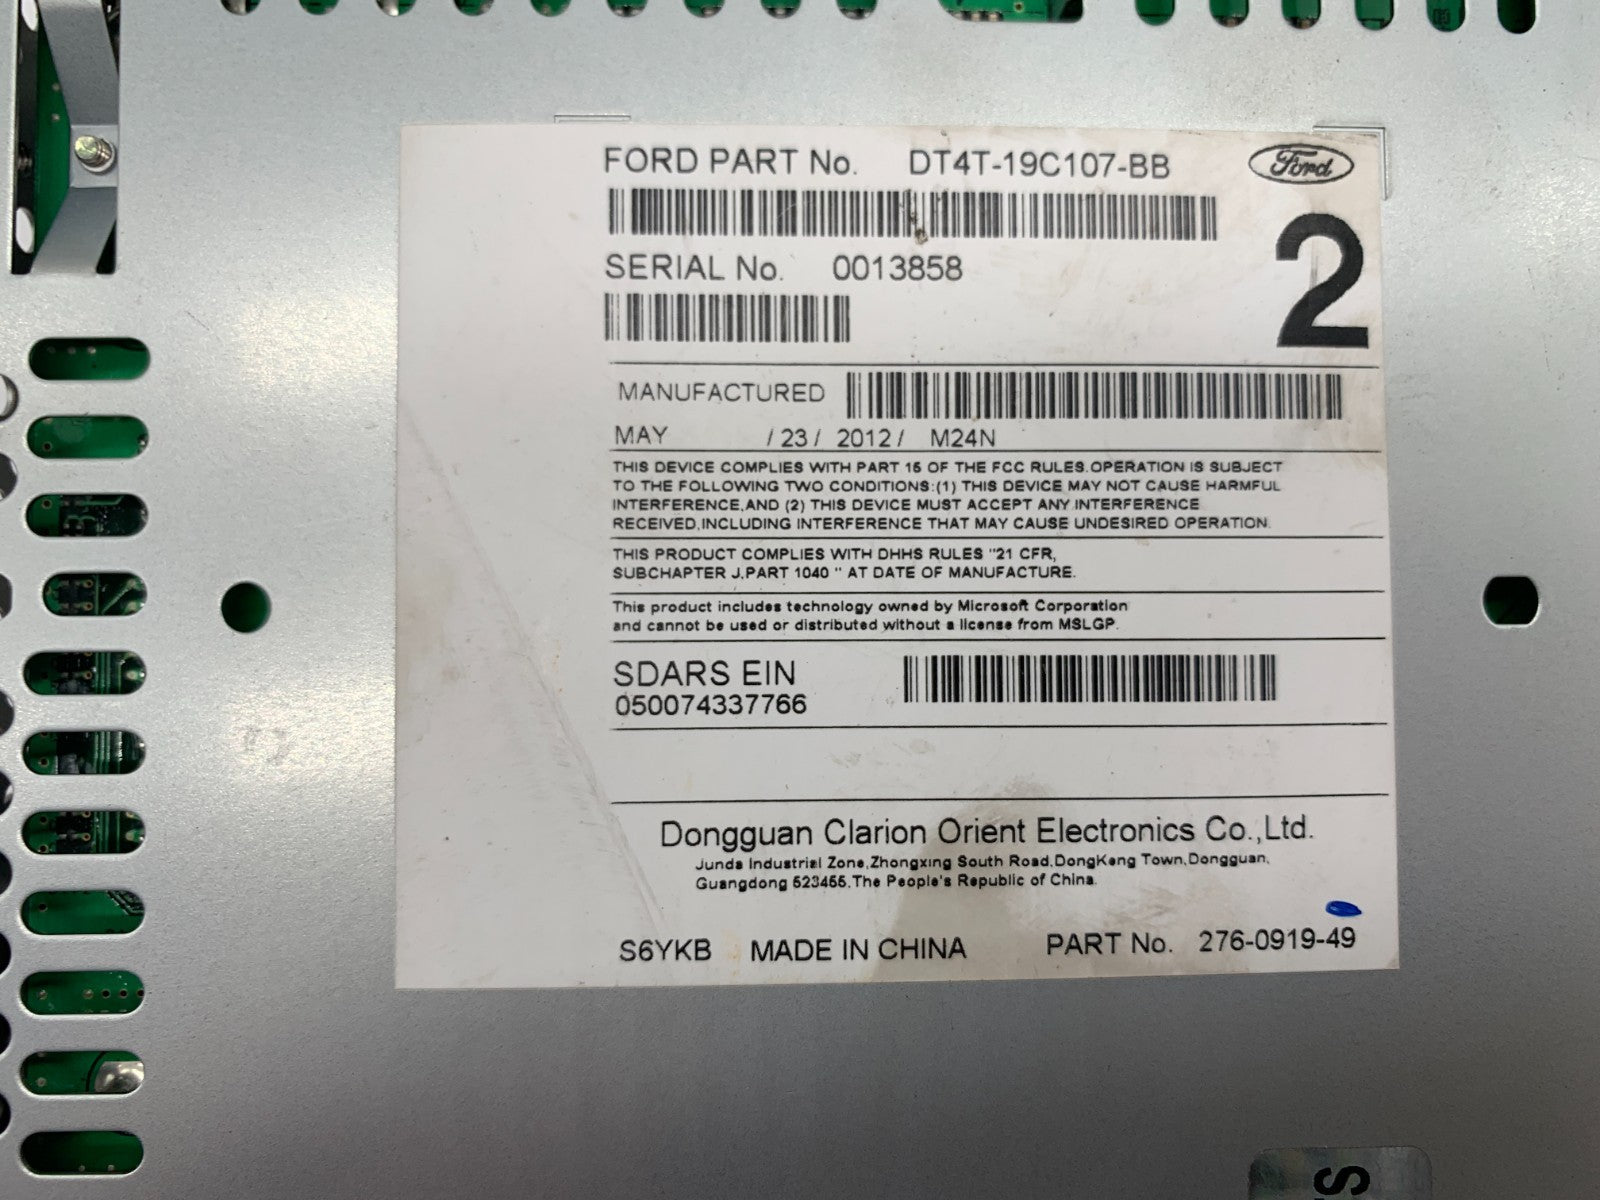 FORD PART No. DT4T-19C107-BB Ford
SERIAL No. 0013858
2
MANUFACTURED
MAY / 23 / 2012 / M24N
THIS DEVICE COMPLIES WITH PART 15 OF THE FCC RULES.OPERATION IS SUBJECT
TO THE FOLLOWING TWO CONDITIONS:(1) THIS DEVICE MAY NOT CAUSE HARMFUL
INTERFERENCE,AND (2) THIS DEVICE MUST ACCEPT ANY INTERFERENCE
RECEIVED,INCLUDING INTERFERENCE THAT MAY CAUSE UNDESIRED OPERATION.
THIS PRODUCT COMPLIES WITH DHHS RULES "21 CFR,
SUBCHAPTER J,PART 1040 " AT DATE OF MANUFACTURE.
This product includes technology owned by Microsoft Corporation
and cannot be used or distributed without a license from MSLGP.
SDARS EIN
050074337766
Dongguan Clarion Orient Electronics Co.,Ltd.
Junda Industrial Zone,Zhongxing South Road,DongKeng Town,Dongguan,
Guangdong 523455,The People's Republic of China.
S6YKB MADE IN CHINA PART No. 276-0919-49